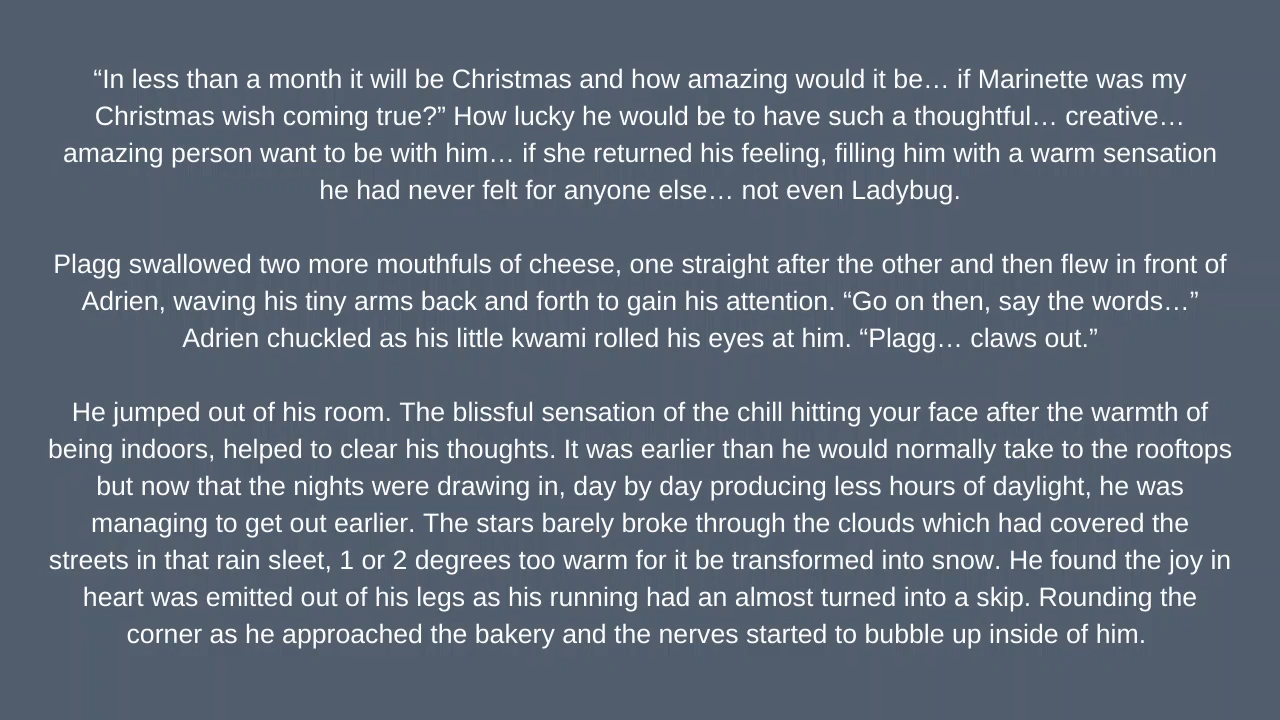 “In less than a month it will be Christmas and how amazing would it be… if Marinette was my
Christmas wish coming true?” How lucky he would be to have such a thoughtful… creative…
amazing person want to be with him… if she returned his feeling, filling him with a warm sensation
he had never felt for anyone else… not even Ladybug.
Plagg swallowed two more mouthfuls of cheese, one straight after the other and then flew in front of
Adrien, waving his tiny arms back and forth to gain his attention. “Go on then, say the words…”
Adrien chuckled as his little kwami rolled his eyes at him. “Plagg… claws out.”
He jumped out of his room. The blissful sensation of the chill hitting your face after the warmth of
being indoors, helped to clear his thoughts. It was earlier than he would normally take to the rooftops
but now that the nights were drawing in, day by day producing less hours of daylight, he was
managing to get out earlier. The stars barely broke through the clouds which had covered the
streets in that rain sleet, 1 or 2 degrees too warm for it be transformed into snow. He found the joy in
heart was emitted out of his legs as his running had an almost turned into a skip. Rounding the
corner as he approached the bakery and the nerves started to bubble up inside of him.